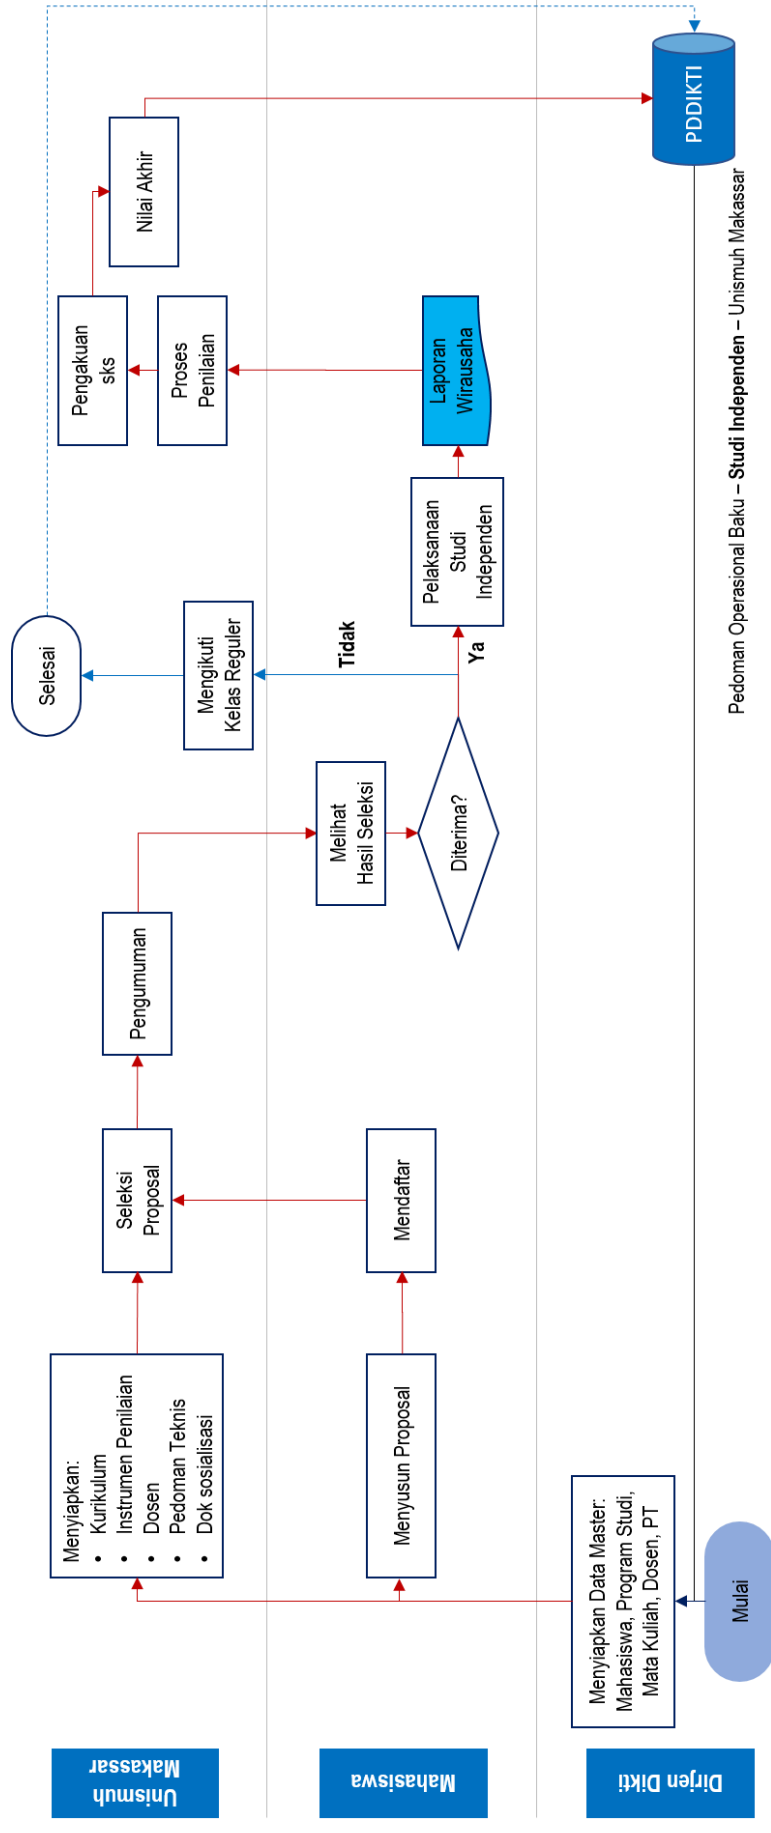 Unismuh
Makassar
Menyiapkan:
• Kurikulum
• Instrumen Penilaian
• Dosen
• Pedoman Teknis
• Dok sosialisasi
Seleksi
Proposal
Pengumuman
Selesai
Mengikuti
Kelas Reguler
Pengakuan
sks
Proses
Penilaian
Nilai Akhir
Mahasiswa
Menyusun Proposal
Mendaftar
Melihat
Hasil Seleksi
Diterima?
Tidak
Ya
Pelaksanaan
Studi
Independen
Laporan
Wirausaha
Dirjen Dikti
Menyiapkan Data Master:
Mahasiswa, Program Studi,
Mata Kuliah, Dosen, PT
Mulai
PDDIKTI
Pedoman Operasional Baku – Studi Independen – Unismuh Makassar